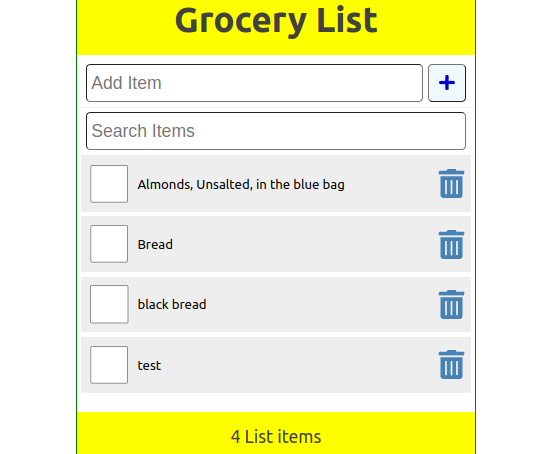 Grocery List
Add Item
Search Items
Almonds, Unsalted, in the blue bag
Bread
black bread
test
4 List items